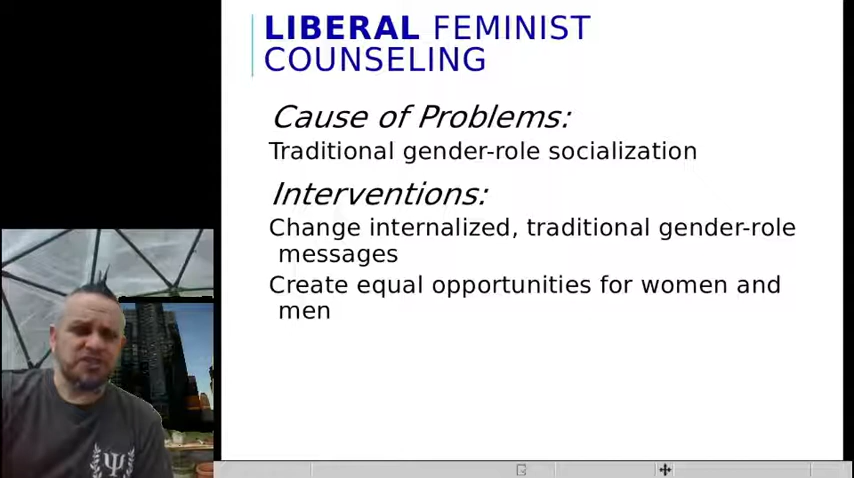 LIBERAL FEMINIST
COUNSELING
Cause of Problems:
Traditional gender-role socialization
Interventions:
Change internalized, traditional gender-role
messages
Create equal opportunities for women and
men
Ψ